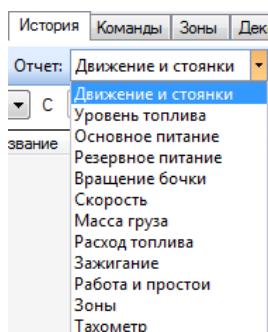 История Команды Зоны Дек
Отчет: Движение и стоянки
С
звание
Движение и стоянки
Уровень топлива
Основное питание
Резервное питание
Вращение бочки
Скорость
Масса груза
Расход топлива
Зажигание
Работа и простои
Зоны
Тахометр